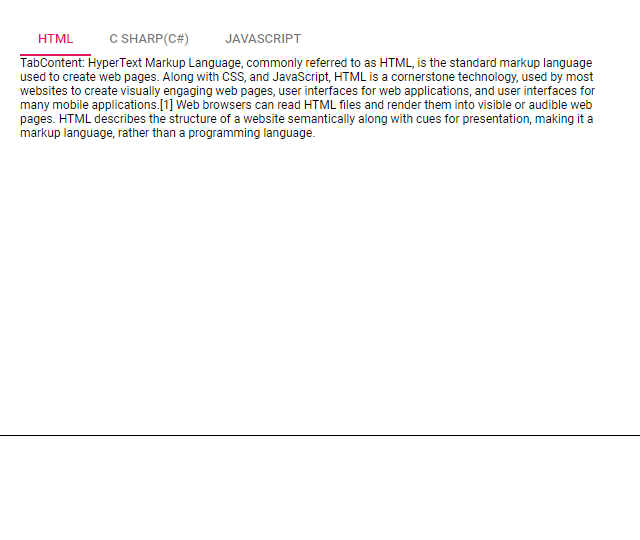 HTML C SHARP(C#) JAVASCRIPT
TabContent: HyperText Markup Language, commonly referred to as HTML, is the standard markup language
used to create web pages. Along with CSS, and JavaScript, HTML is a cornerstone technology, used by most
websites to create visually engaging web pages, user interfaces for web applications, and user interfaces for
many mobile applications.[1] Web browsers can read HTML files and render them into visible or audible web
pages. HTML describes the structure of a website semantically along with cues for presentation, making it a
markup language, rather than a programming language.